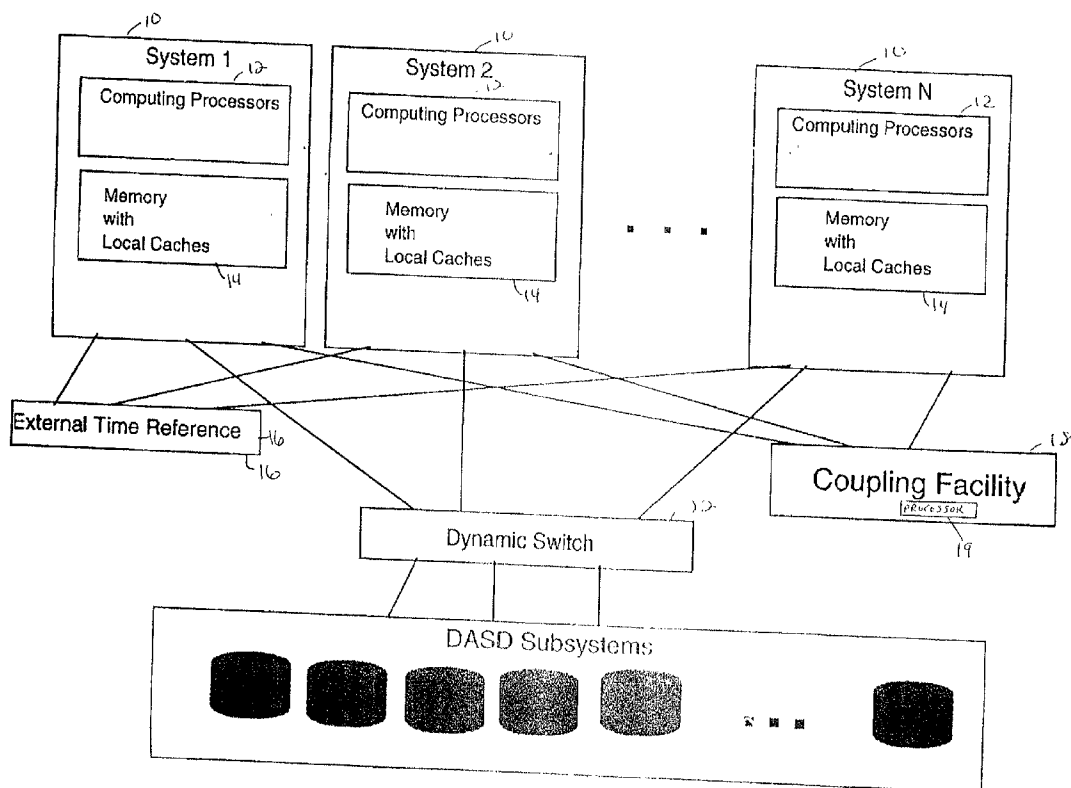 10
10
10
System 1
System 2
System N
12
12
12
Computing Processors
Computing Processors
Computing Processors
Memory
with
Local Caches
Memory
with
Local Caches
Memory
with
Local Caches
14
14
14
External Time Reference
16
16
18
Coupling Facility
PROCESSOR
19
Dynamic Switch
DASD Subsystems